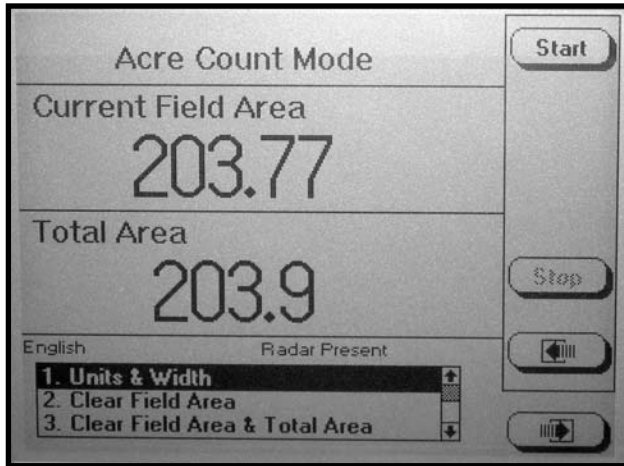 Acre Count Mode
Start
Current Field Area
203.77
Total Area
203.9
Stop
English Radar Present
1. Units & Width
2. Clear Field Area
3. Clear Field Area & Total Area